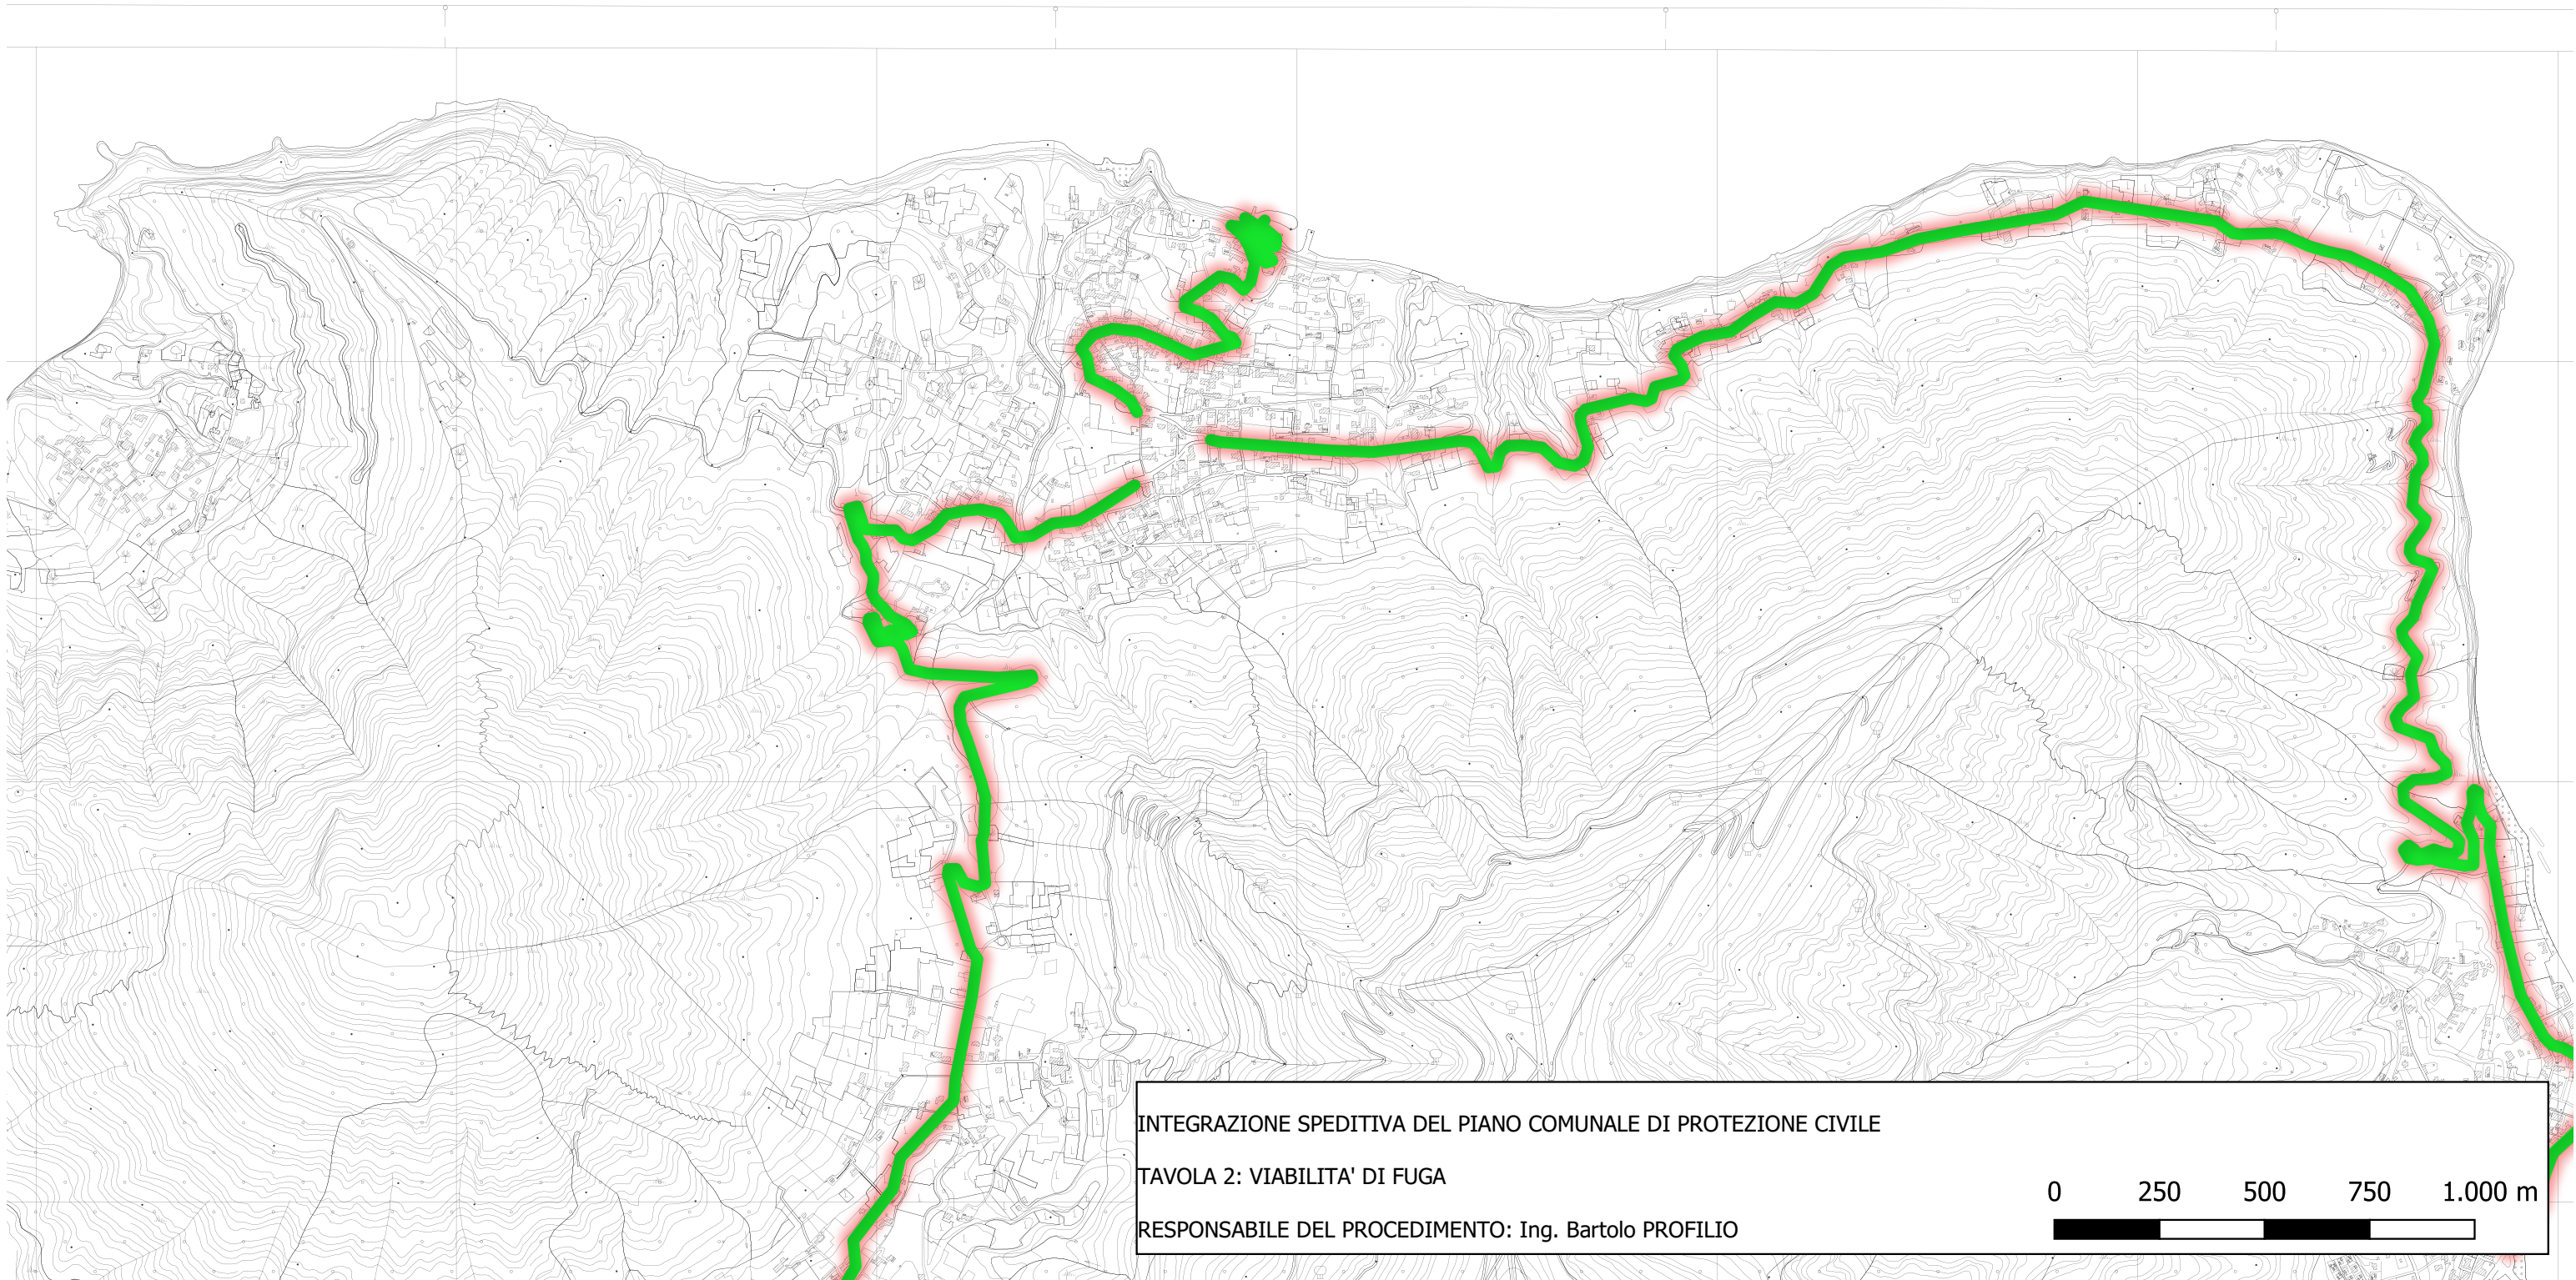 INTEGRAZIONE SPEDITIVA DEL PIANO COMUNALE DI PROTEZIONE CIVILE
TAVOLA 2: VIABILITA' DI FUGA
RESPONSABILE DEL PROCEDIMENTO: Ing. Bartolo PROFILIO
0 250 500 750 1.000 m